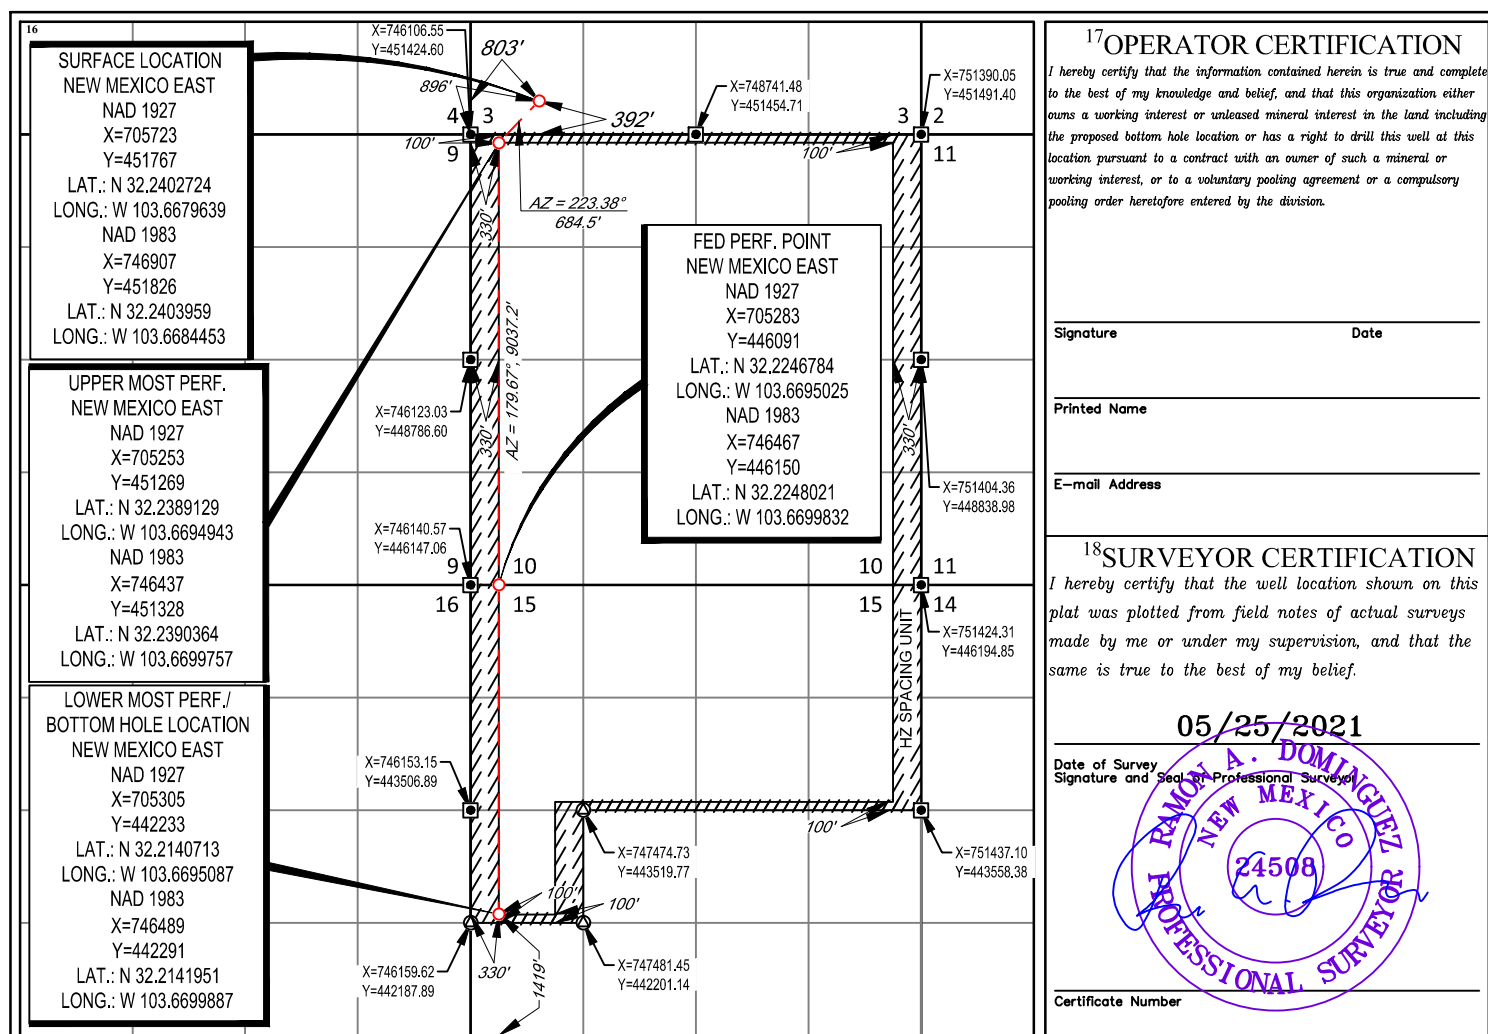 16
SURFACE LOCATION
NEW MEXICO EAST
NAD 1927
X=705723
Y=451767
LAT.: N 32.2402724
LONG.: W 103.6679639
NAD 1983
X=746907
Y=451826
LAT.: N 32.2403959
LONG.: W 103.6684453
UPPER MOST PERF.
NEW MEXICO EAST
NAD 1927
X=705253
Y=451269
LAT.: N 32.2389129
LONG.: W 103.6694943
NAD 1983
X=746437
Y=451328
LAT.: N 32.2390364
LONG.: W 103.6699757
LOWER MOST PERF./
BOTTOM HOLE LOCATION
NEW MEXICO EAST
NAD 1927
X=705305
Y=442233
LAT.: N 32.2140713
LONG.: W 103.6695087
NAD 1983
X=746489
Y=442291
LAT.: N 32.2141951
LONG.: W 103.6699887
X=746106.55
Y=451424.60
803'
896'
392'
X=748741.48
Y=451454.71
X=751390.05
Y=451491.40
4 3
9
3 2
11
100'
100'
330'
AZ = 223.38°
684.5'
AZ = 179.67°, 9037.2'
FED PERF. POINT
NEW MEXICO EAST
NAD 1927
X=705283
Y=446091
LAT.: N 32.2246784
LONG.: W 103.6695025
NAD 1983
X=746467
Y=446150
LAT.: N 32.2248021
LONG.: W 103.6699832
X=746123.03
Y=448786.60
330'
330'
X=751404.36
Y=448838.98
X=746140.57
Y=446147.06
9 10
16 15
10 11
15 14
X=751424.31
Y=446194.85
HZ SPACING UNIT
X=746153.15
Y=443506.89
100'
X=747474.73
Y=443519.77
X=751437.10
Y=443558.38
100'
100'
330'
1419'
X=746159.62
Y=442187.89
X=747481.45
Y=442201.14
17OPERATOR CERTIFICATION
I hereby certify that the information contained herein is true and complete
to the best of my knowledge and belief, and that this organization either
owns a working interest or unleased mineral interest in the land including
the proposed bottom hole location or has a right to drill this well at this
location pursuant to a contract with an owner of such a mineral or
working interest, or to a voluntary pooling agreement or a compulsory
pooling order heretofore entered by the division.
Signature Date
Printed Name
E-mail Address
18SURVEYOR CERTIFICATION
I hereby certify that the well location shown on this
plat was plotted from field notes of actual surveys
made by me or under my supervision, and that the
same is true to the best of my belief.
05/25/2021
Date of Survey
Signature and Seal of Professional Surveyor
RAMON A. DOMINGUEZ
NEW MEXICO
24508
PROFESSIONAL SURVEYOR
Certificate Number